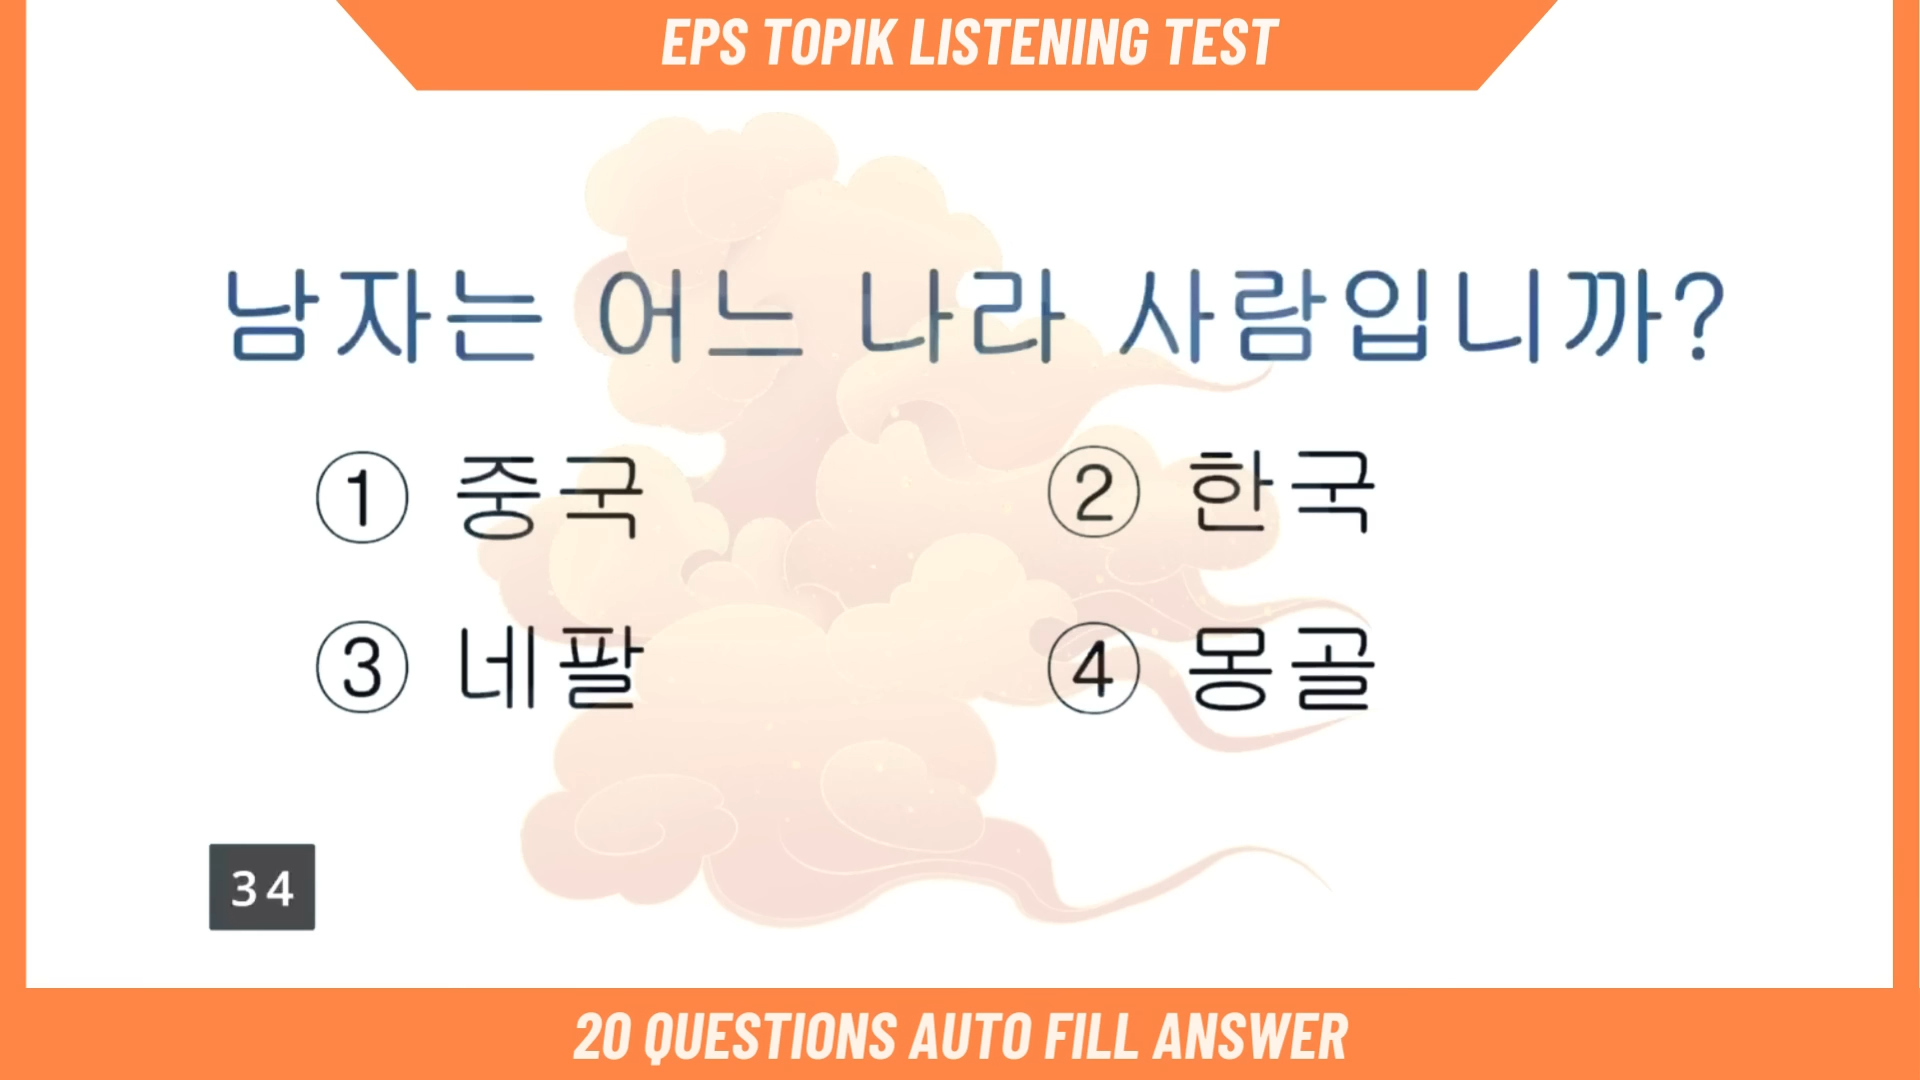 EPS TOPIK LISTENING TEST
남자는 어느 나라 사람입니까?
① 중국 ② 한국
③ 네팔 ④ 몽골
34
20 QUESTIONS AUTO FILL ANSWER